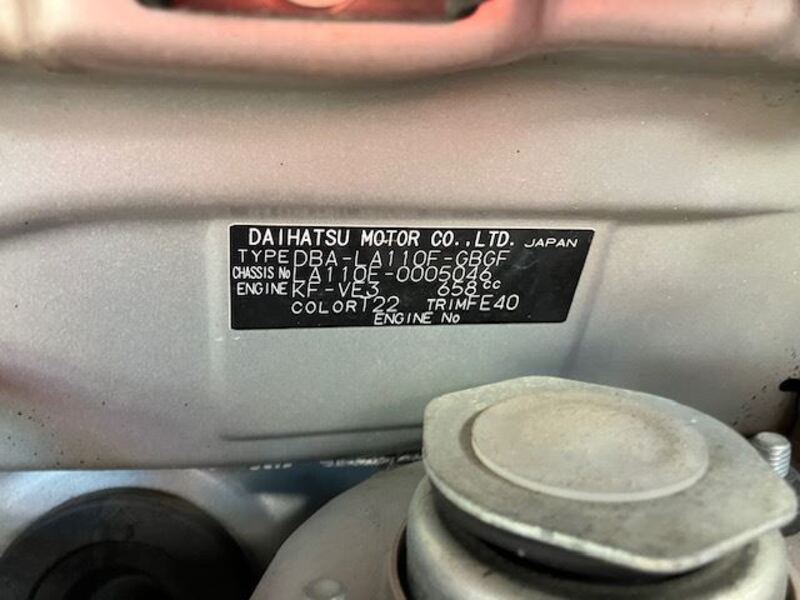 DAIHATSU MOTOR CO.,LTD. JAPAN
TYPE DBA-LA110F-GBGF
CHASSIS No LA110F-0005046
ENGINE KF-VE3 658cc
COLOR T22 TRIM FE40
ENGINE No